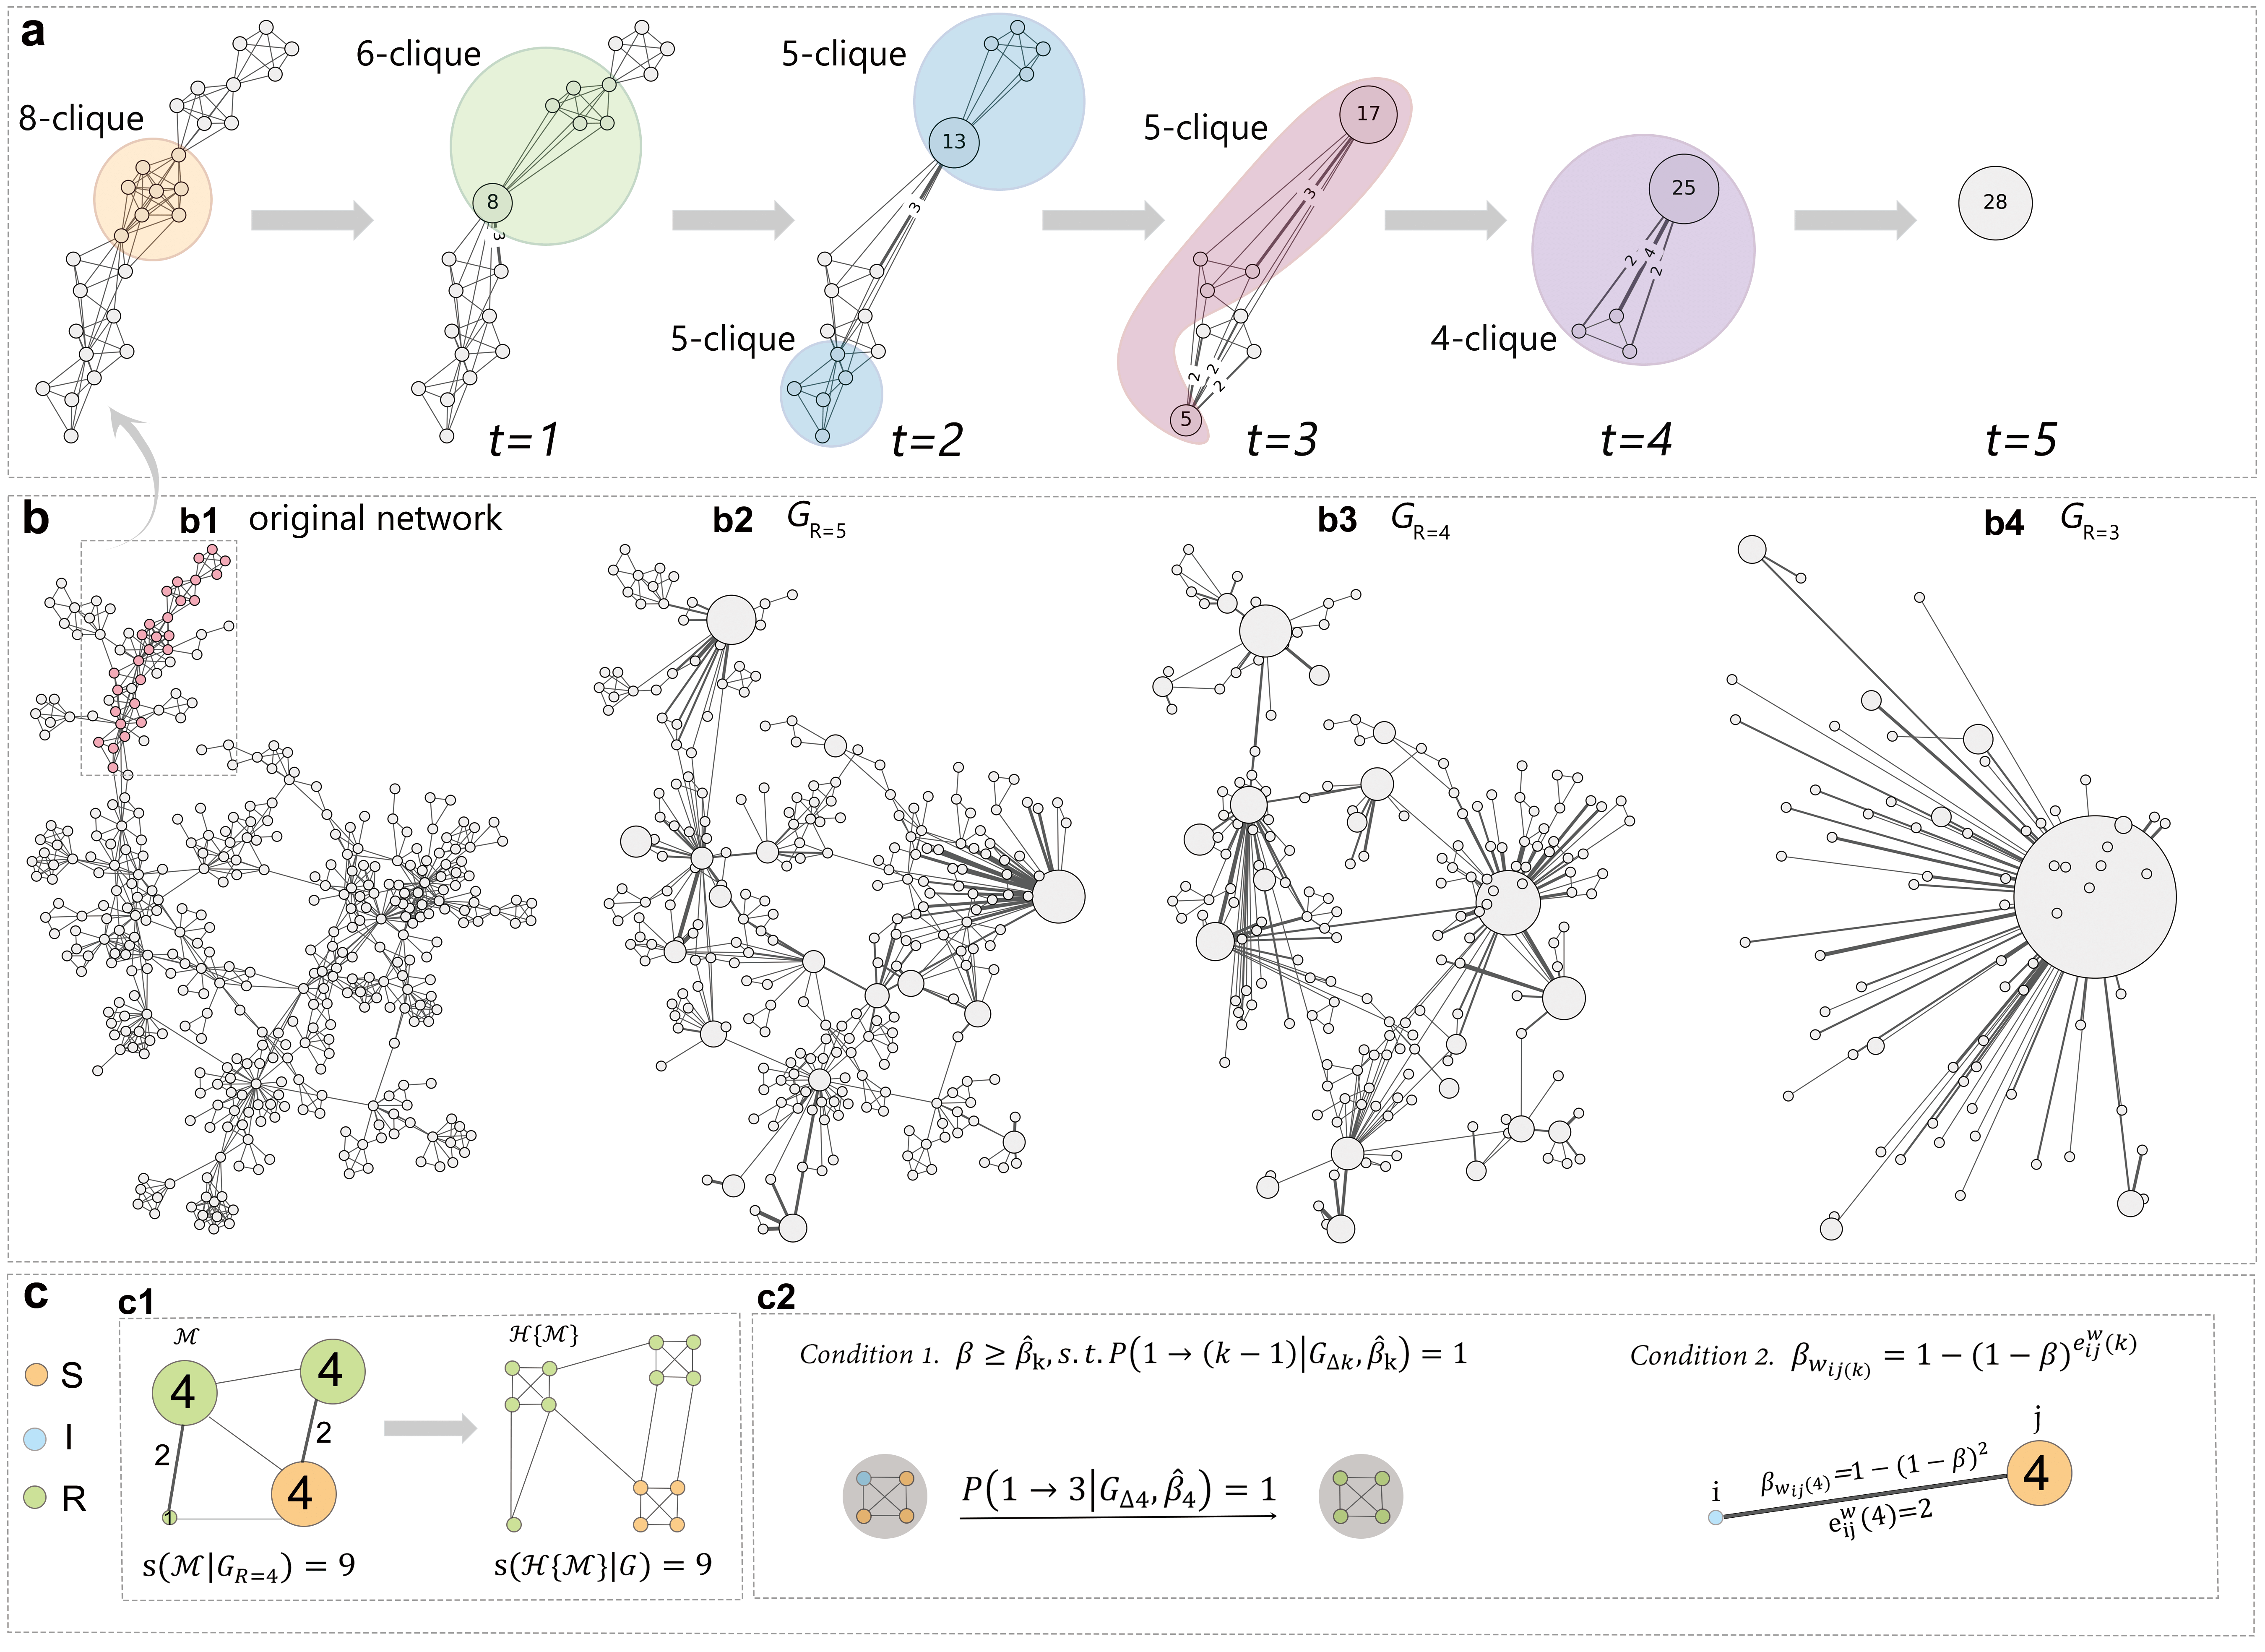 a
8-clique
6-clique
8
3
t=1
5-clique
13
3
5-clique
t=2
5-clique
17
3
2
2
2
5
t=3
25
2
4
2
4-clique
t=4
28
t=5
b
b1 original network
b2 G_{R=5}
b3 G_{R=4}
b4 G_{R=3}
c
S
I
R
c1
ℳ
4
4
2
2
4
1
s(ℳ|G_{R=4}) = 9
ℋ{ℳ}
s(ℋ{ℳ}|G) = 9
c2
Condition 1. β ≥ β̂_k, s.t. P(1 → (k − 1)|G_{Δk}, β̂_k) = 1
P(1 → 3|G_{Δ4}, β̂_4) = 1
Condition 2. β_{w_{ij(k)}} = 1 − (1 − β)^{e_{ij}^w(k)}
j
i
β_{w_{ij(4)}}=1 − (1 − β)^2
e_{ij}^w(4)=2
4